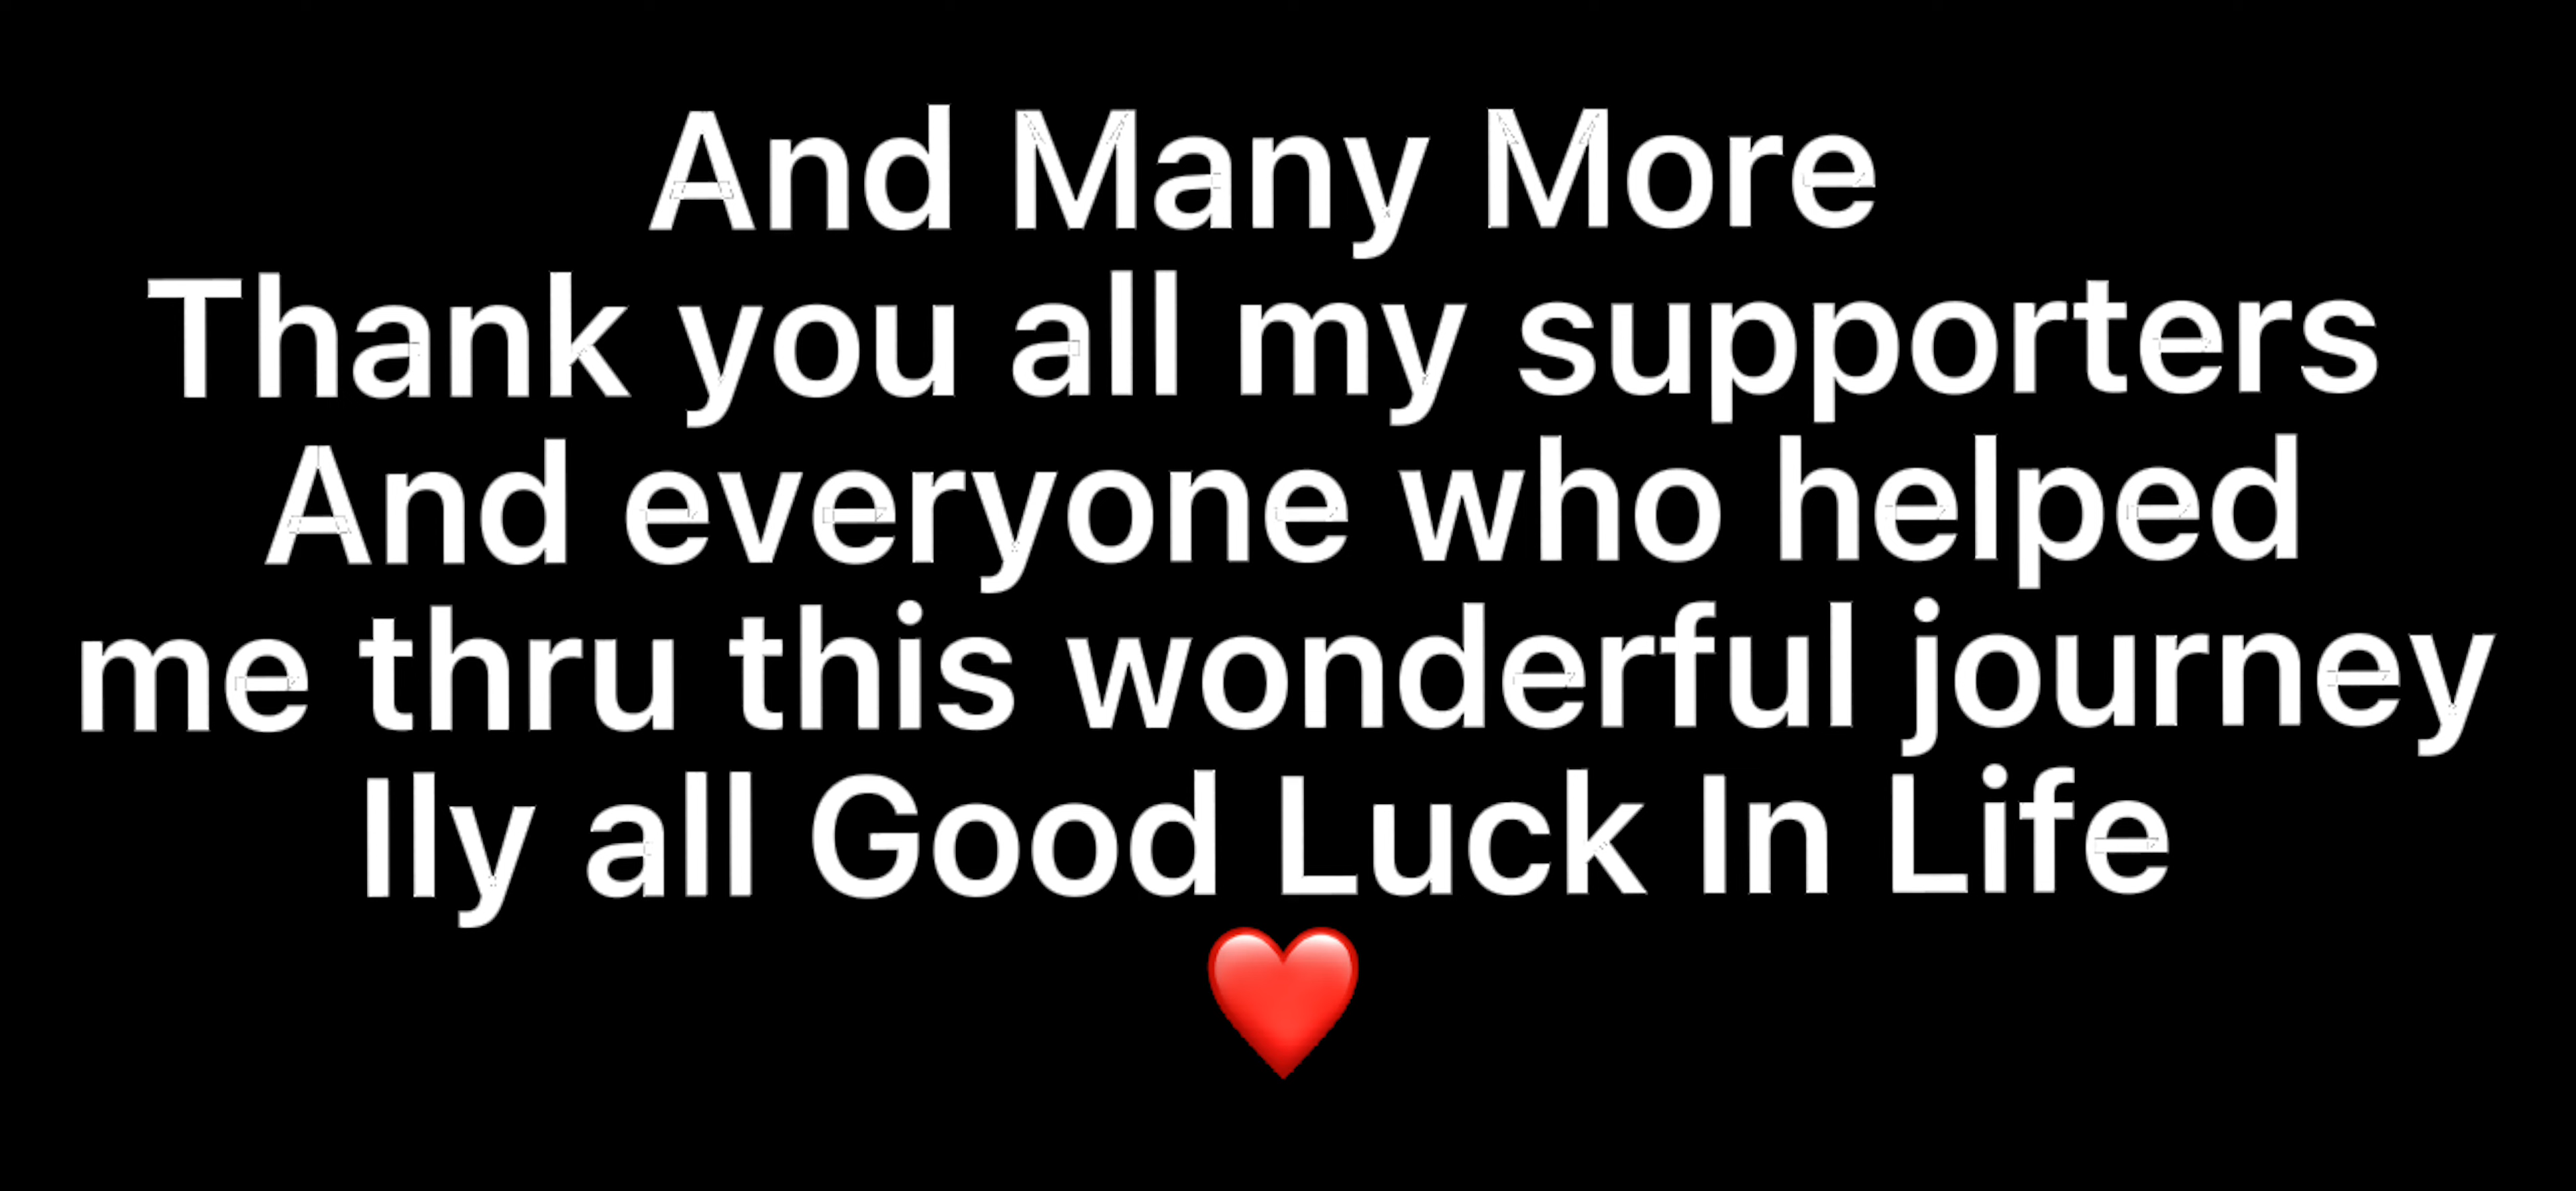 And Many More
Thank you all my supporters
And everyone who helped
me thru this wonderful journey
Ily all Good Luck In Life
❤️